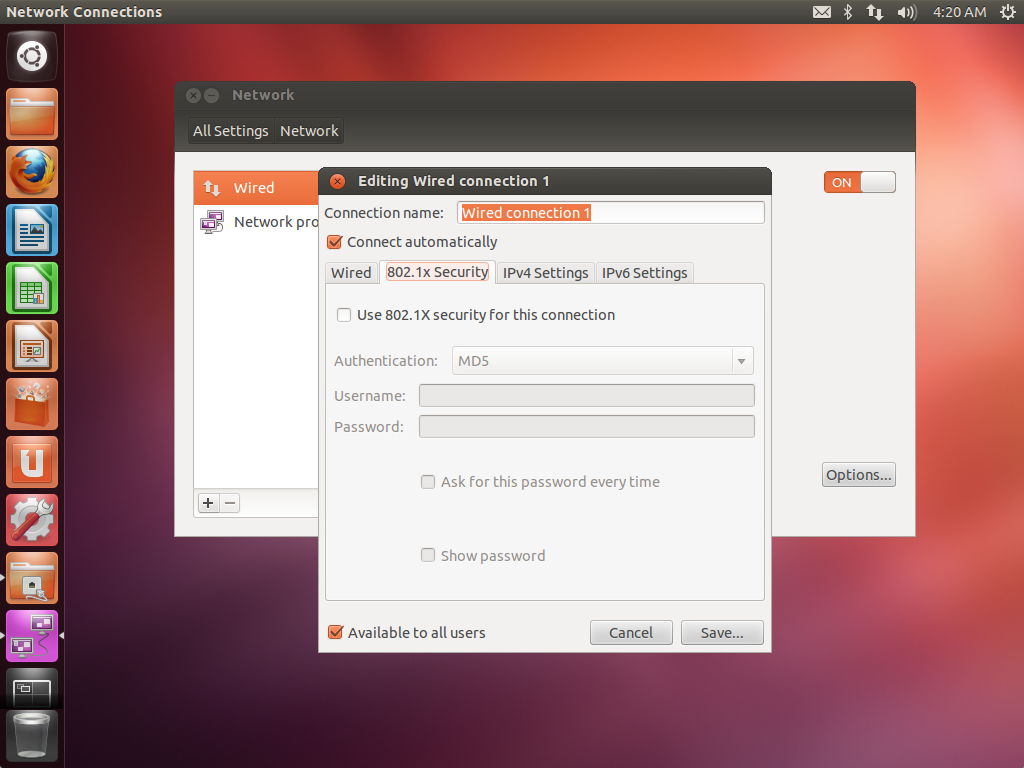 Network Connections 4:20 AM
Network
All Settings Network
Wired
Network pro
ON
Editing Wired connection 1
Connection name: Wired connection 1
Connect automatically
Wired 802.1x Security IPv4 Settings IPv6 Settings
Use 802.1X security for this connection
Authentication: MD5
Username:
Password:
Ask for this password every time
Options...
Show password
Available to all users Cancel Save...